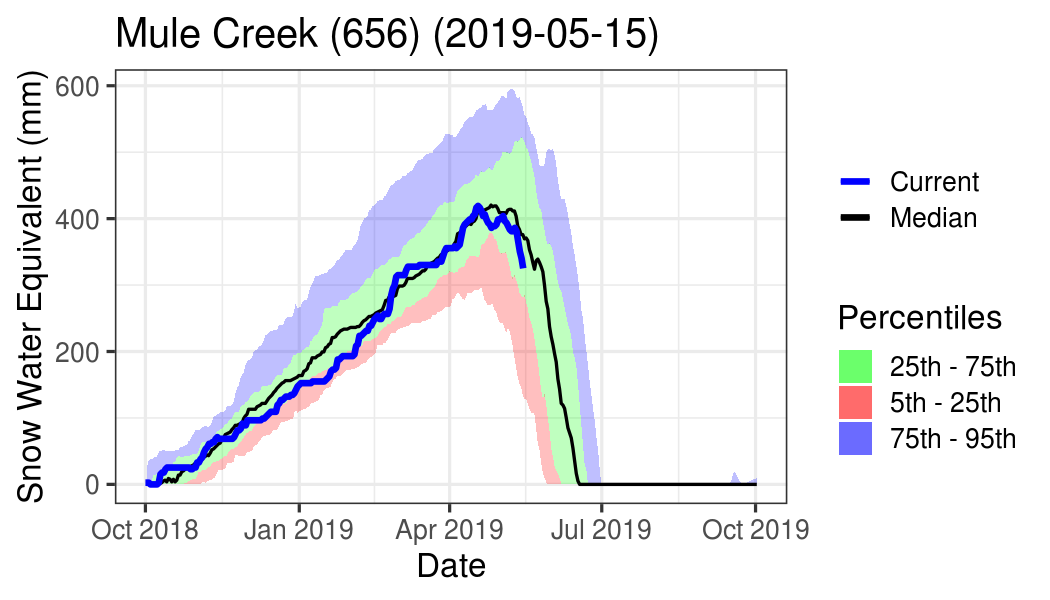 Mule Creek (656) (2019-05-15)
Snow Water Equivalent (mm)
600
400
200
0
Oct 2018
Jan 2019
Apr 2019
Jul 2019
Oct 2019
Date
Current
Median
Percentiles
25th - 75th
5th - 25th
75th - 95th